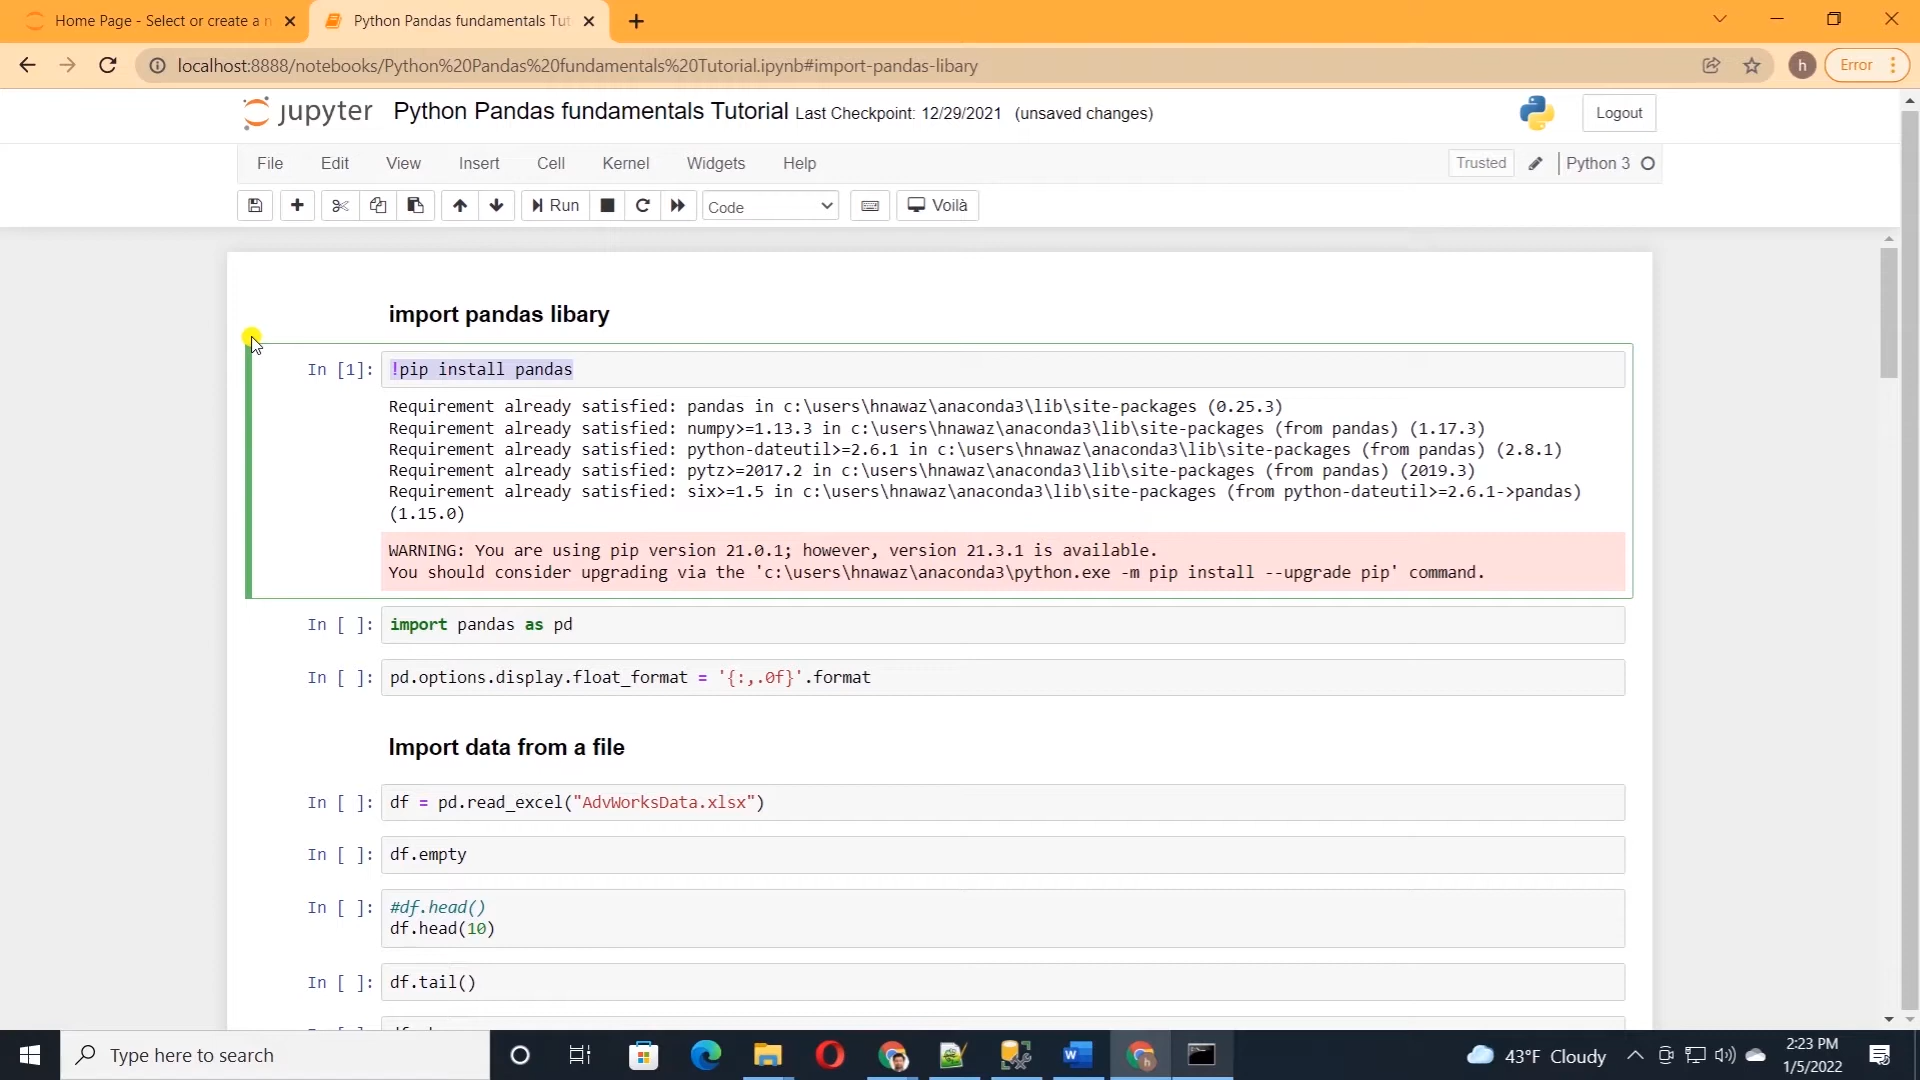 Home Page - Select or create a n
Python Pandas fundamentals Tut
localhost:8888/notebooks/Python%20Pandas%20fundamentals%20Tutorial.ipynb#import-pandas-libary
h
Error
jupyter Python Pandas fundamentals Tutorial Last Checkpoint: 12/29/2021 (unsaved changes)
Logout
File Edit View Insert Cell Kernel Widgets Help
Trusted
Python 3
Run
Code
Voilà
import pandas libary
In [1]: !pip install pandas
Requirement already satisfied: pandas in c:\users\hnawaz\anaconda3\lib\site-packages (0.25.3)
Requirement already satisfied: numpy>=1.13.3 in c:\users\hnawaz\anaconda3\lib\site-packages (from pandas) (1.17.3)
Requirement already satisfied: python-dateutil>=2.6.1 in c:\users\hnawaz\anaconda3\lib\site-packages (from pandas) (2.8.1)
Requirement already satisfied: pytz>=2017.2 in c:\users\hnawaz\anaconda3\lib\site-packages (from pandas) (2019.3)
Requirement already satisfied: six>=1.5 in c:\users\hnawaz\anaconda3\lib\site-packages (from python-dateutil>=2.6.1->pandas)
(1.15.0)
WARNING: You are using pip version 21.0.1; however, version 21.3.1 is available.
You should consider upgrading via the 'c:\users\hnawaz\anaconda3\python.exe -m pip install --upgrade pip' command.
In [ ]: import pandas as pd
In [ ]: pd.options.display.float_format = '{:,.0f}'.format
Import data from a file
In [ ]: df = pd.read_excel("AdvWorksData.xlsx")
In [ ]: df.empty
In [ ]: #df.head()
df.head(10)
In [ ]: df.tail()
Type here to search
43°F Cloudy
2:23 PM
1/5/2022